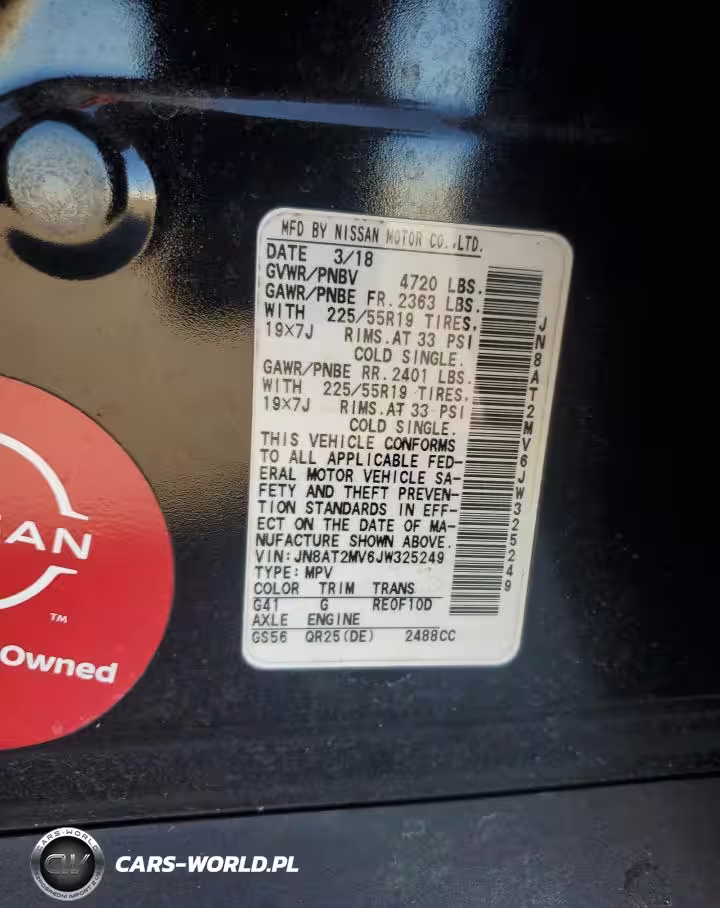 MFD BY NISSAN MOTOR CO.,LTD.
DATE 3/18
GVWR/PNBV 4720 LBS.
GAWR/PNBE FR. 2363 LBS.
WITH 225/55R19 TIRES,
19×7J RIMS.AT 33 PSI
COLD SINGLE.
GAWR/PNBE RR. 2401 LBS.
WITH 225/55R19 TIRES,
19×7J RIMS.AT 33 PSI
COLD SINGLE.
THIS VEHICLE CONFORMS
TO ALL APPLICABLE FED-
ERAL MOTOR VEHICLE SA-
FETY AND THEFT PREVEN-
TION STANDARDS IN EFF-
ECT ON THE DATE OF MA-
NUFACTURE SHOWN ABOVE.
VIN:JN8AT2MV6JW325249
TYPE:MPV
COLOR TRIM TRANS
G41 G RE0F10D
AXLE ENGINE
GS56 QR25(DE) 2488CC
JN8AT2MV6JW325249
SAN
TM
Owned
CARS-WORLD
CW
CARS-WORLD.PL